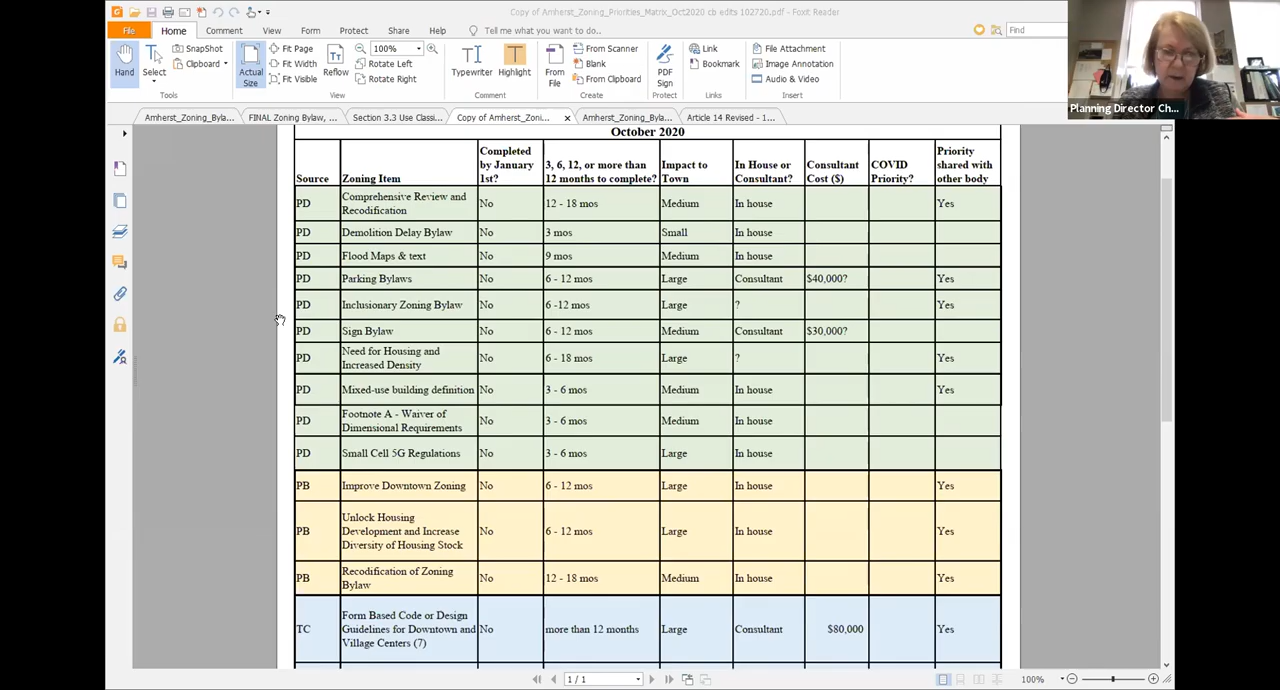 Copy of Amherst_Zoning_Priorities_Matrix_Oct2020 cb edits 102720.pdf - Foxit Reader
File Home Comment View Form Protect Share Help Tell me what you want to do... Find
Hand
Select
SnapShot
Clipboard
Actual Size
Fit Page
Fit Width
Fit Visible
Reflow
100%
Rotate Left
Rotate Right
Typewriter
Highlight
From File
From Scanner
Blank
From Clipboard
PDF Sign
Link
Bookmark
File Attachment
Image Annotation
Audio & Video
Tools View Comment Create Protect Links Insert
Planning Director Ch...
Amherst_Zoning_Byla... FINAL Zoning Bylaw, ... Section 3.3 Use Classi... Copy of Amherst_Zoni... Amherst_Zoning_Byla... Article 14 Revised - 1...
October 2020
Source Zoning Item Completed by January 1st? 3, 6, 12, or more than 12 months to complete? Impact to Town In House or Consultant? Consultant Cost ($) COVID Priority? Priority shared with other body
PD Comprehensive Review and Recodification No 12 - 18 mos Medium In house Yes
PD Demolition Delay Bylaw No 3 mos Small In house
PD Flood Maps & text No 9 mos Medium In house
PD Parking Bylaws No 6 - 12 mos Large Consultant $40,000? Yes
PD Inclusionary Zoning Bylaw No 6 -12 mos Large ? Yes
PD Sign Bylaw No 6 - 12 mos Medium Consultant $30,000?
PD Need for Housing and Increased Density No 6 - 18 mos Large ? Yes
PD Mixed-use building definition No 3 - 6 mos Medium In house Yes
PD Footnote A - Waiver of Dimensional Requirements No 3 - 6 mos Medium In house
PD Small Cell 5G Regulations No 3 - 6 mos Large In house
PB Improve Downtown Zoning No 6 - 12 mos Large In house Yes
PB Unlock Housing Development and Increase Diversity of Housing Stock No 6 - 12 mos Large In house Yes
PB Recodification of Zoning Bylaw No 12 - 18 mos Medium In house Yes
TC Form Based Code or Design Guidelines for Downtown and Village Centers (7) No more than 12 months Large Consultant $80,000 Yes
1 / 1
100%